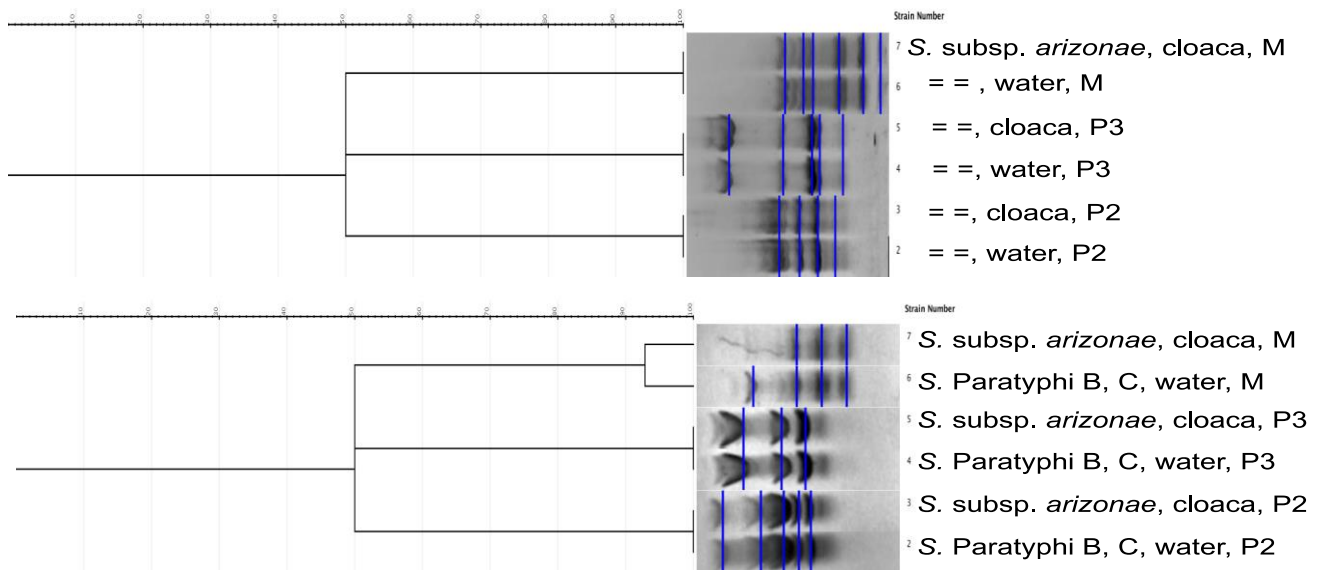 10 20 30 40 50 60 70 80 90 100
Strain Number
7 S. subsp. arizonae, cloaca, M
6 = = , water, M
5 = =, cloaca, P3
4 = =, water, P3
3 = =, cloaca, P2
2 = =, water, P2
10 20 30 40 50 60 70 80 90 100
Strain Number
7 S. subsp. arizonae, cloaca, M
6 S. Paratyphi B, C, water, M
5 S. subsp. arizonae, cloaca, P3
4 S. Paratyphi B, C, water, P3
3 S. subsp. arizonae, cloaca, P2
2 S. Paratyphi B, C, water, P2